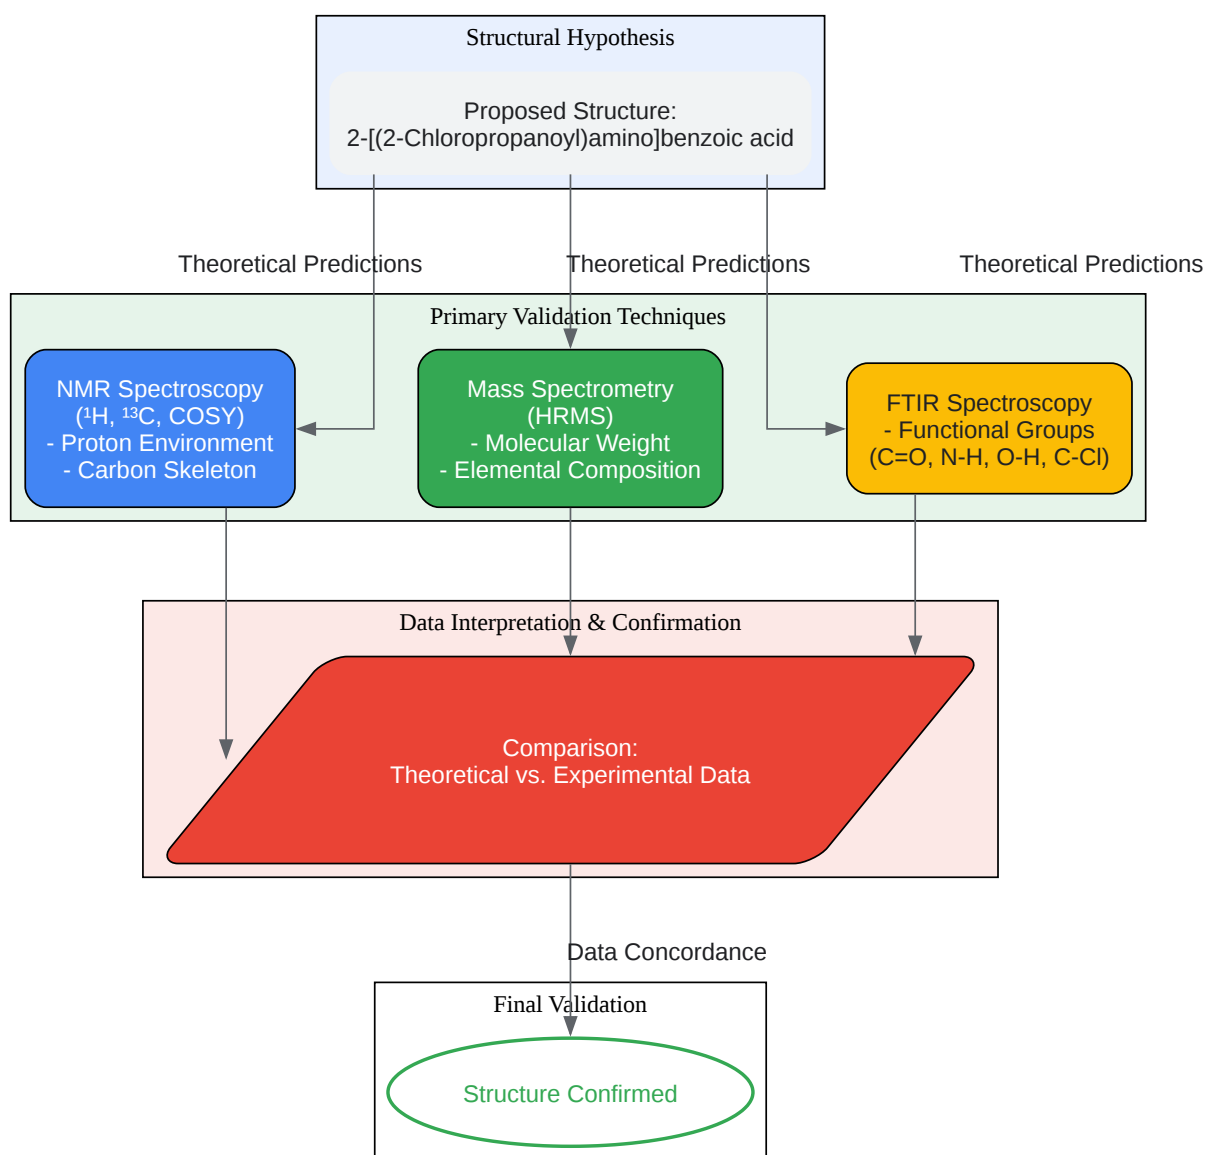 Structural Hypothesis
Proposed Structure:
2-[(2-Chloropropanoyl)amino]benzoic acid
Theoretical Predictions
Theoretical Predictions
Theoretical Predictions
Primary Validation Techniques
NMR Spectroscopy
(¹H, ¹³C, COSY)
- Proton Environment
- Carbon Skeleton
Mass Spectrometry
(HRMS)
- Molecular Weight
- Elemental Composition
FTIR Spectroscopy
- Functional Groups
(C=O, N-H, O-H, C-Cl)
Data Interpretation & Confirmation
Comparison:
Theoretical vs. Experimental Data
Data Concordance
Final Validation
Structure Confirmed